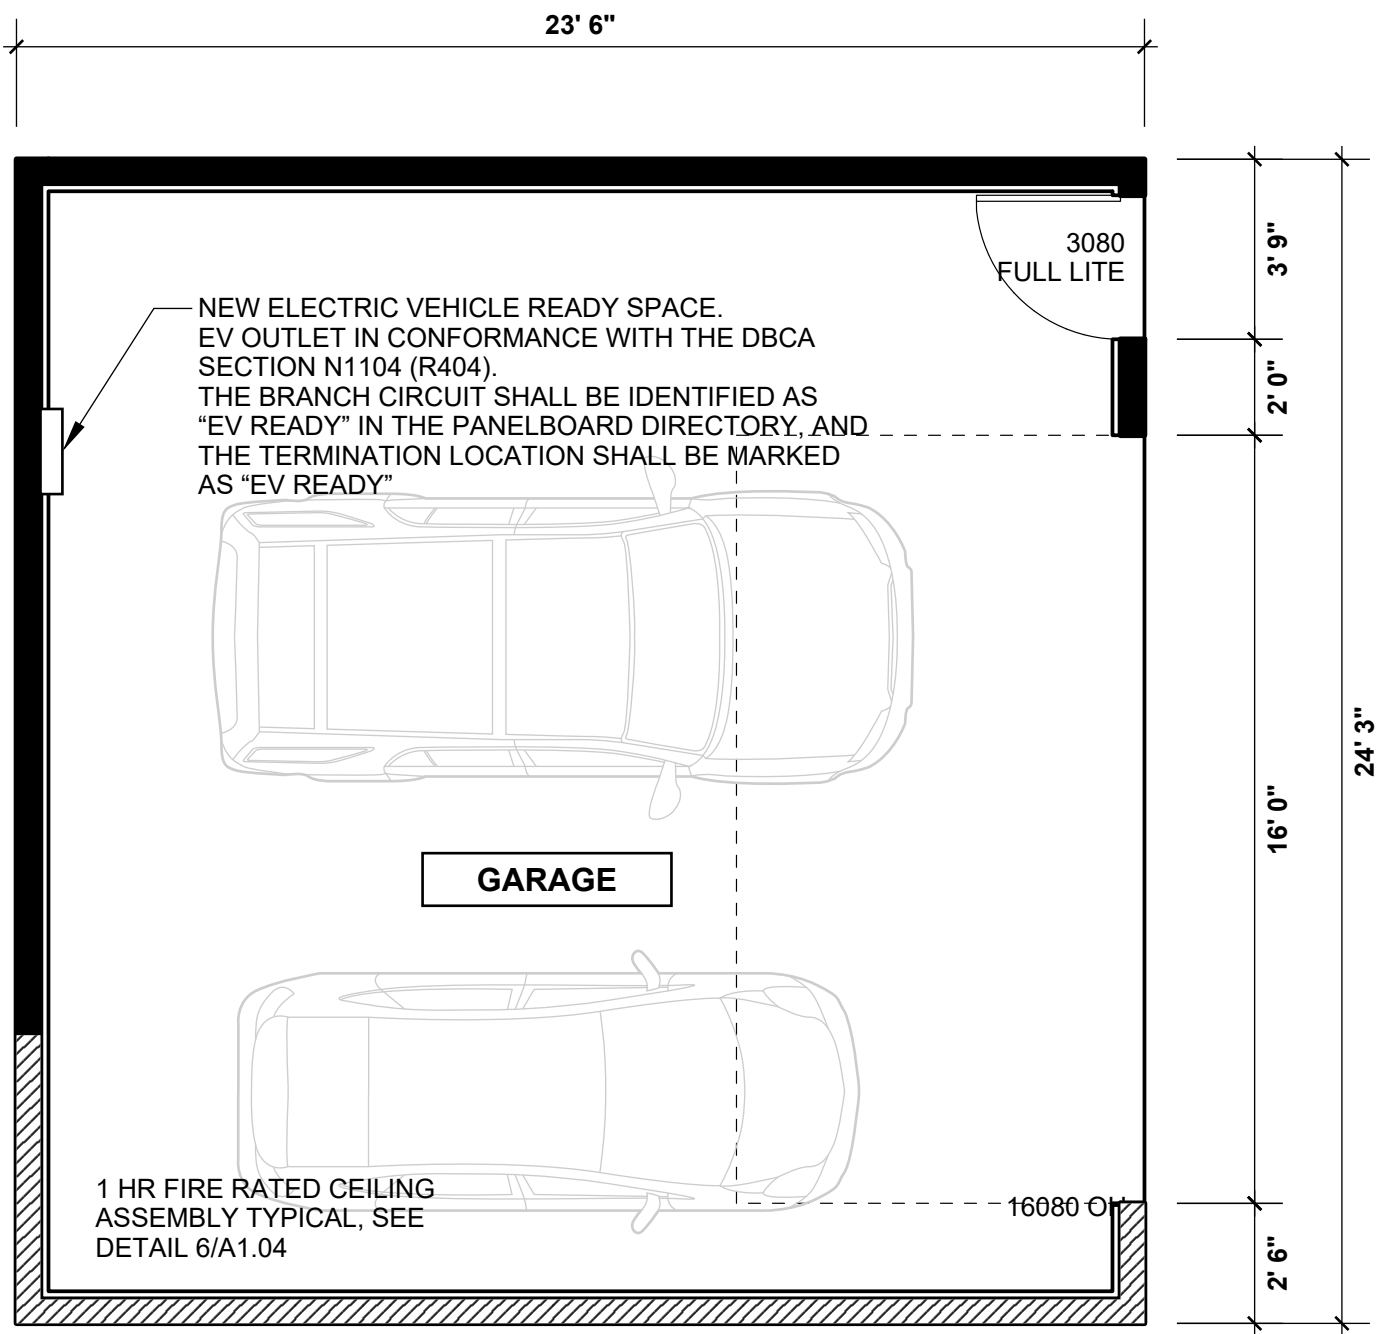 23' 6"
3080
FULL LITE
3' 9"
NEW ELECTRIC VEHICLE READY SPACE.
EV OUTLET IN CONFORMANCE WITH THE DBCA
SECTION N1104 (R404).
THE BRANCH CIRCUIT SHALL BE IDENTIFIED AS
“EV READY” IN THE PANELBOARD DIRECTORY, AND
THE TERMINATION LOCATION SHALL BE MARKED
AS “EV READY”
2' 0"
24' 3"
16' 0"
GARAGE
1 HR FIRE RATED CEILING
ASSEMBLY TYPICAL, SEE
DETAIL 6/A1.04
16080
2' 6"